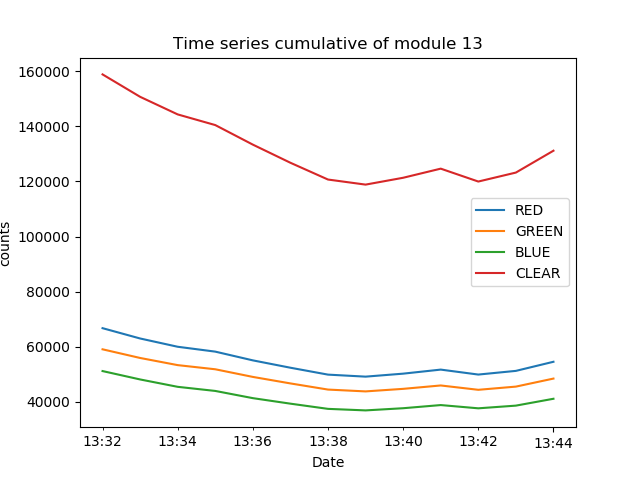 Time series cumulative of module 13
160000
140000
120000
100000
80000
60000
40000
counts
RED
GREEN
BLUE
CLEAR
13:32
13:34
13:36
13:38
13:40
13:42
13:44
Date